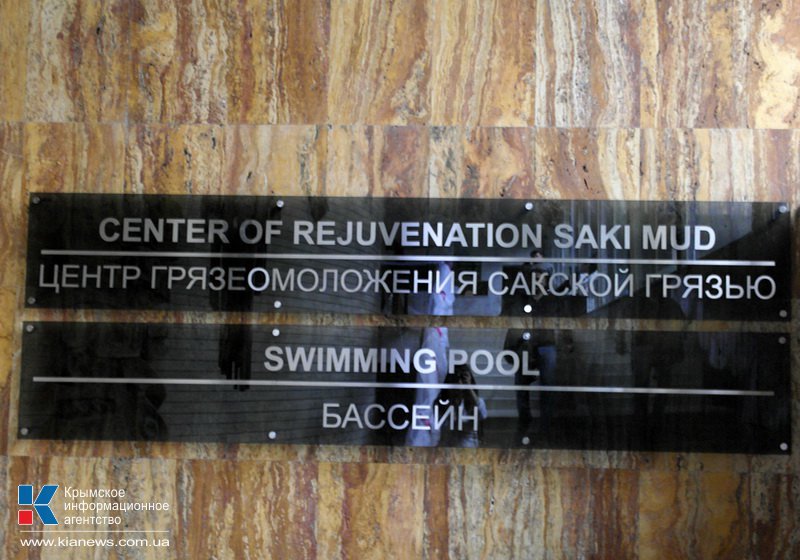 CENTER OF REJUVENATION SAKI MUD
ЦЕНТР ГРЯЗЕОМОЛОЖЕНИЯ САКСКОЙ ГРЯЗЬЮ
SWIMMING POOL
БАССЕЙН
Крымское
информационное
агентство
www.kianews.com.ua